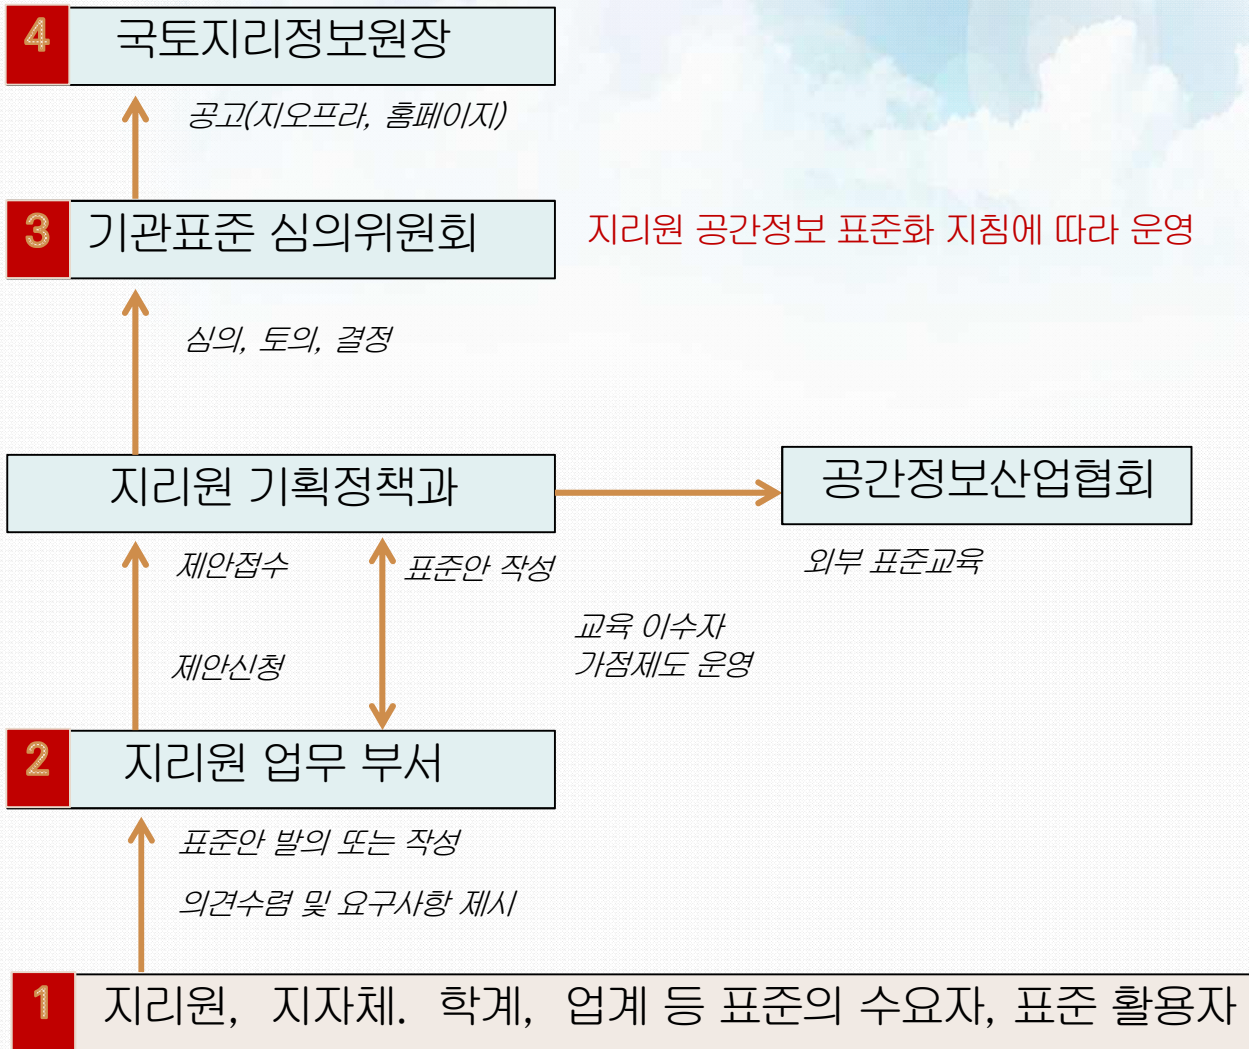 4 국토지리정보원장
공고(지오프라, 홈페이지)
3 기관표준 심의위원회
지리원 공간정보 표준화 지침에 따라 운영
심의, 토의, 결정
지리원 기획정책과
공간정보산업협회
제안접수
표준안 작성
외부 표준교육
교육 이수자
가점제도 운영
제안신청
2 지리원 업무 부서
표준안 발의 또는 작성
의견수렴 및 요구사항 제시
1 지리원, 지자체. 학계, 업계 등 표준의 수요자, 표준 활용자